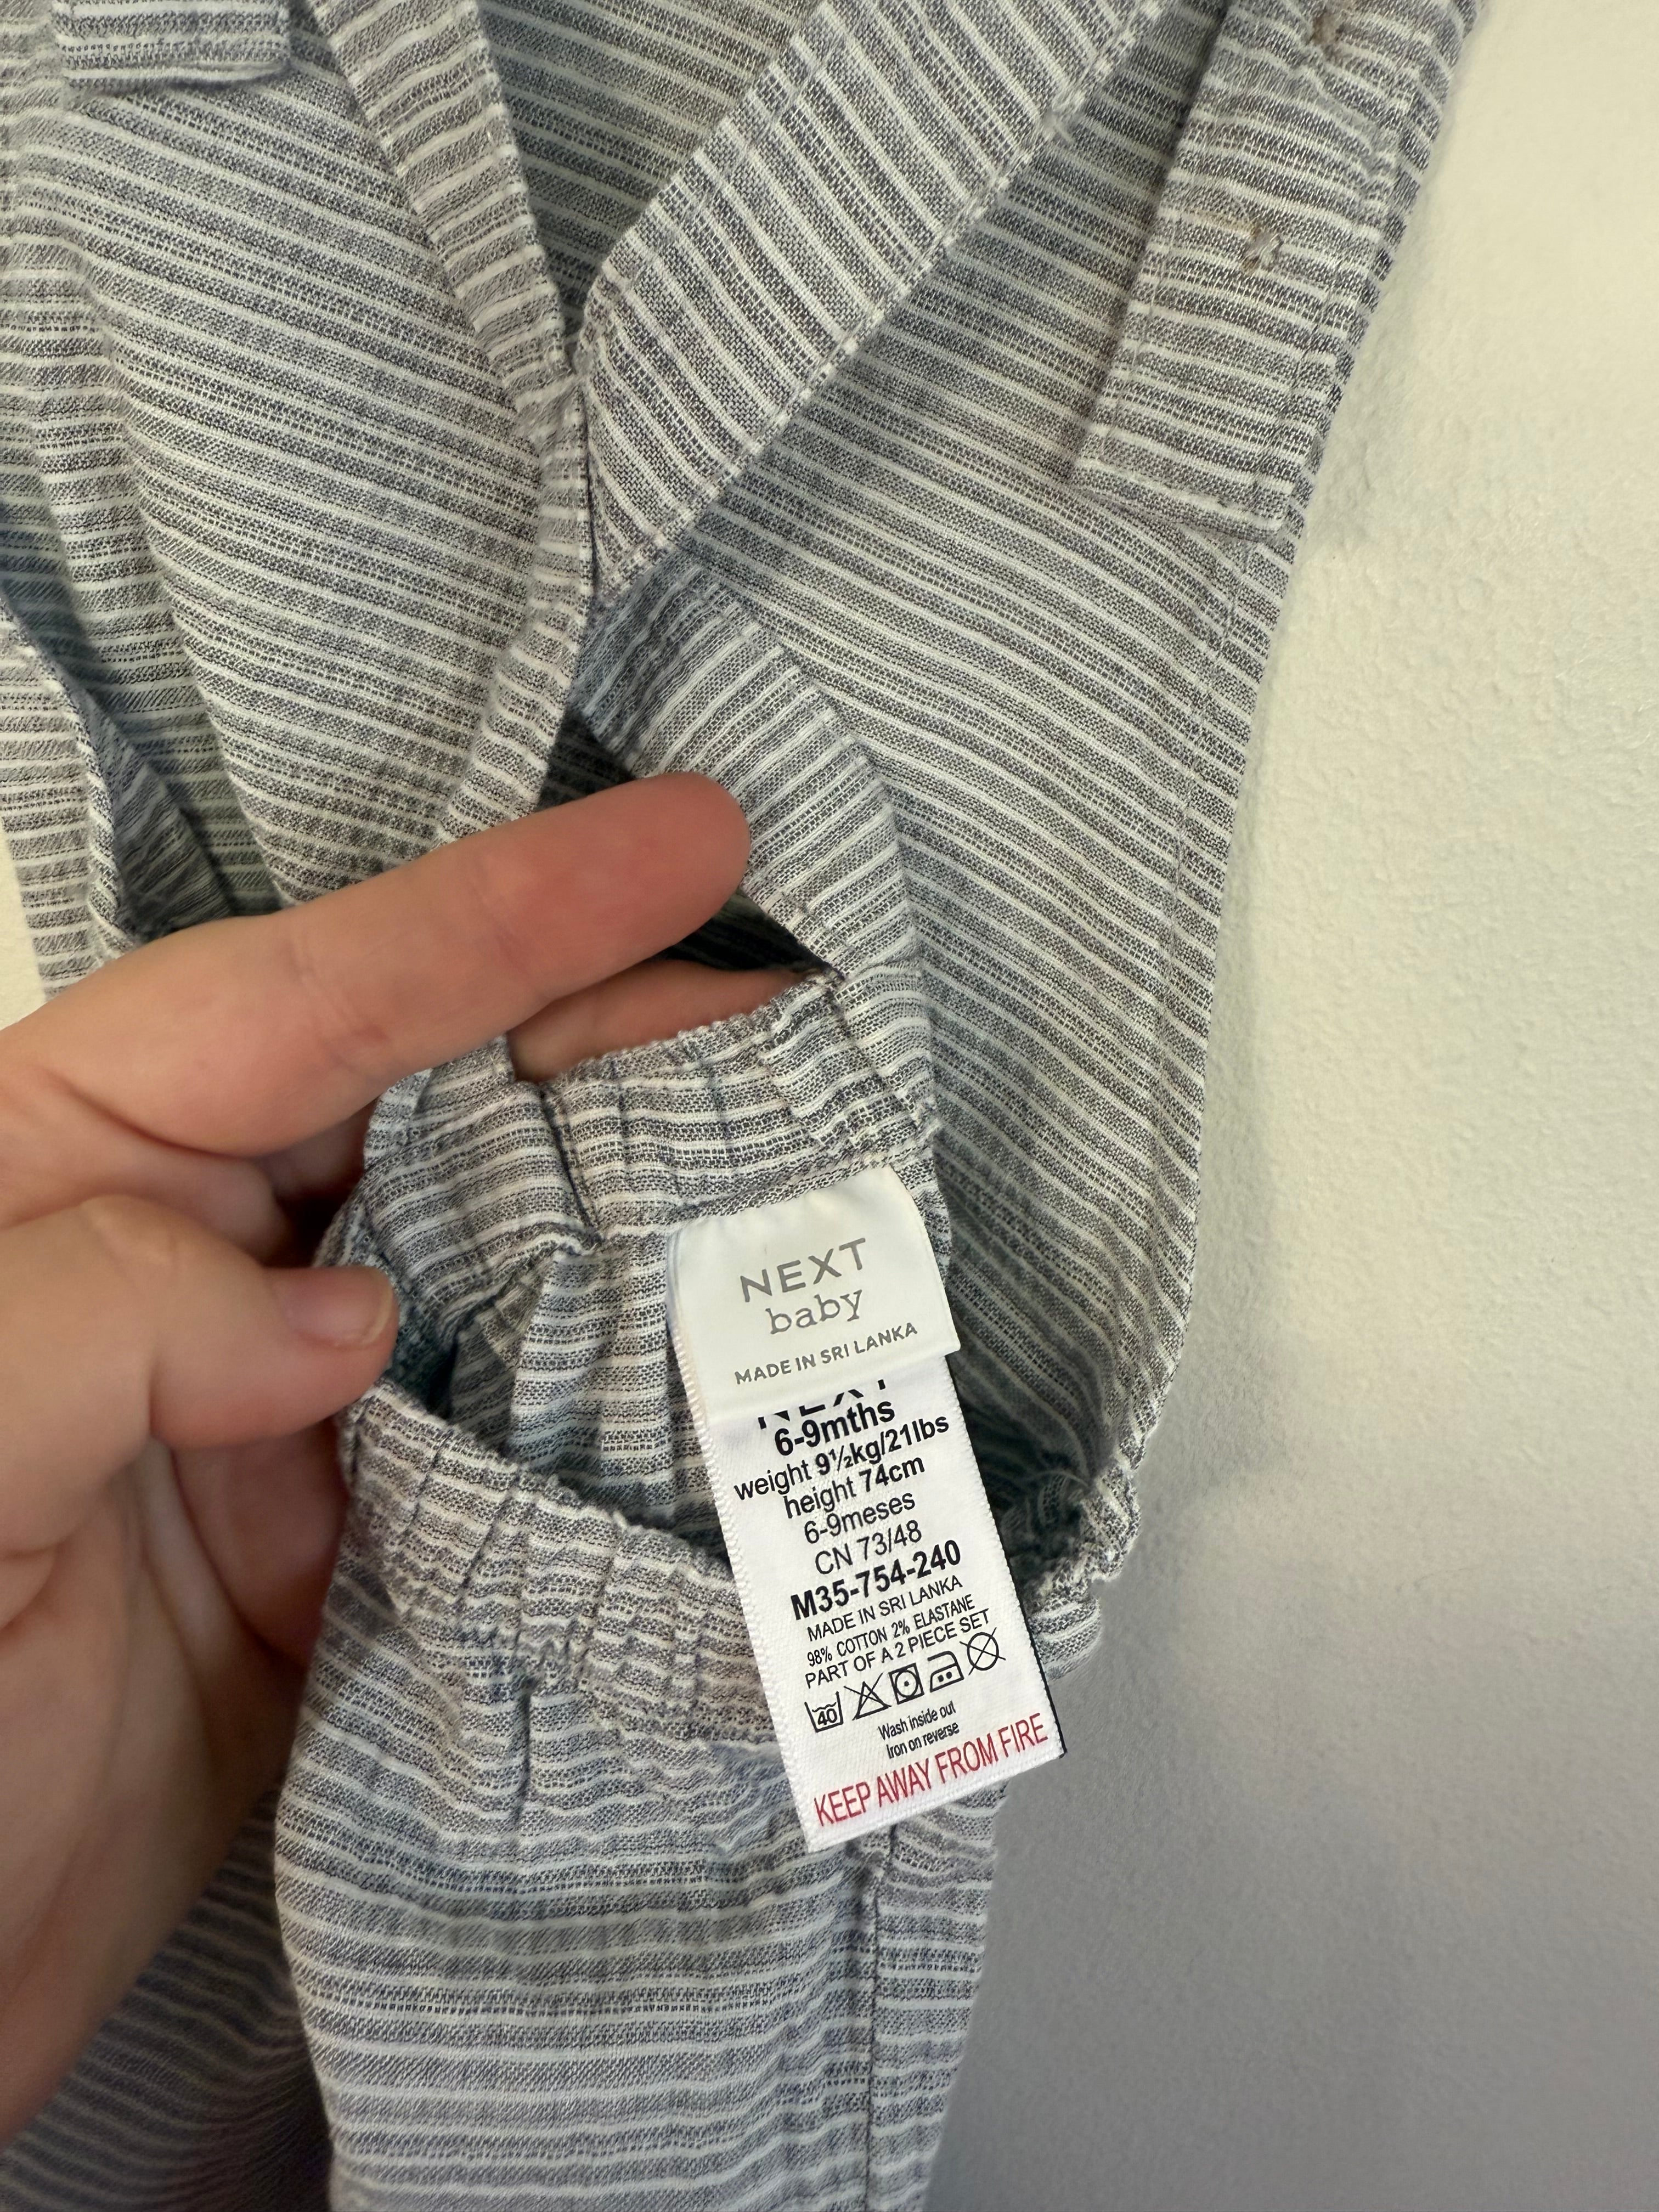 NEXT
baby
MADE IN SRI LANKA
NEXT
6-9mths
weight 9½kg/21lbs
height 74cm
6-9meses
CN 73/48
M35-754-240
MADE IN SRI LANKA
98% COTTON 2% ELASTANE
PART OF A 2 PIECE SET
40
Wash inside out
Iron on reverse
KEEP AWAY FROM FIRE